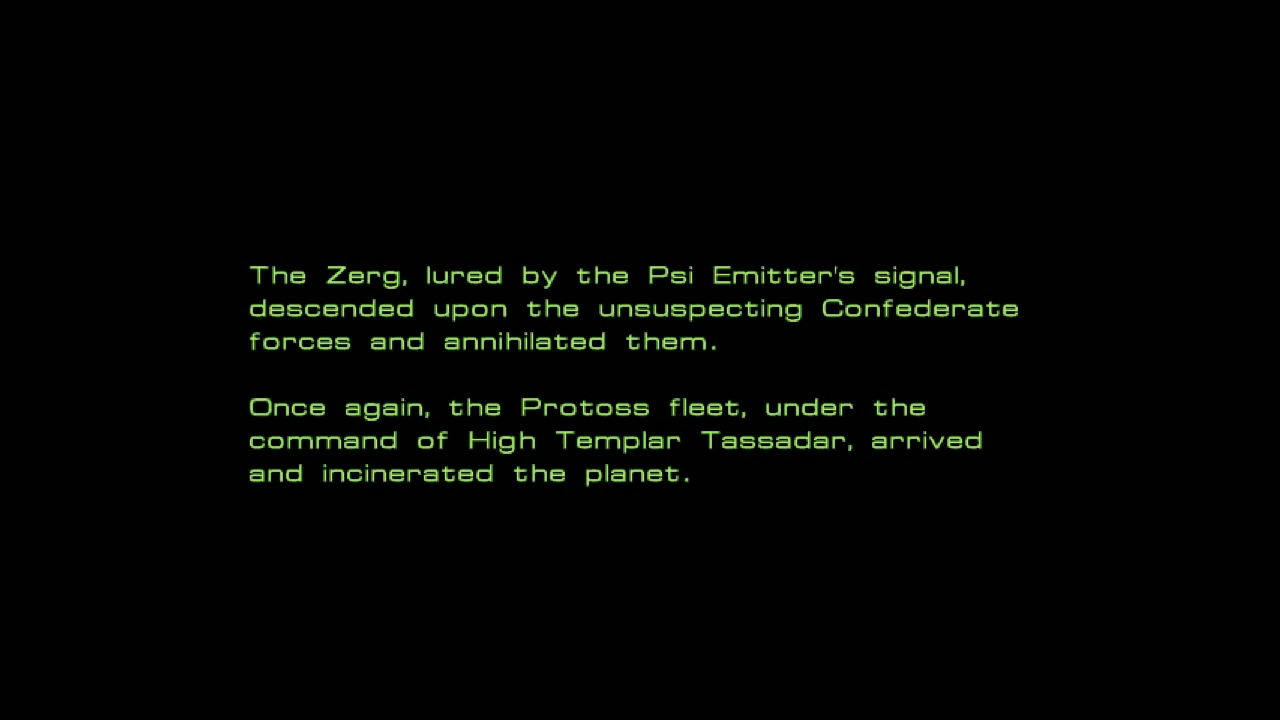 The Zerg, lured by the Psi Emitter's signal,
descended upon the unsuspecting Confederate
forces and annihilated them.
Once again, the Protoss fleet, under the
command of High Templar Tassadar, arrived
and incinerated the planet.